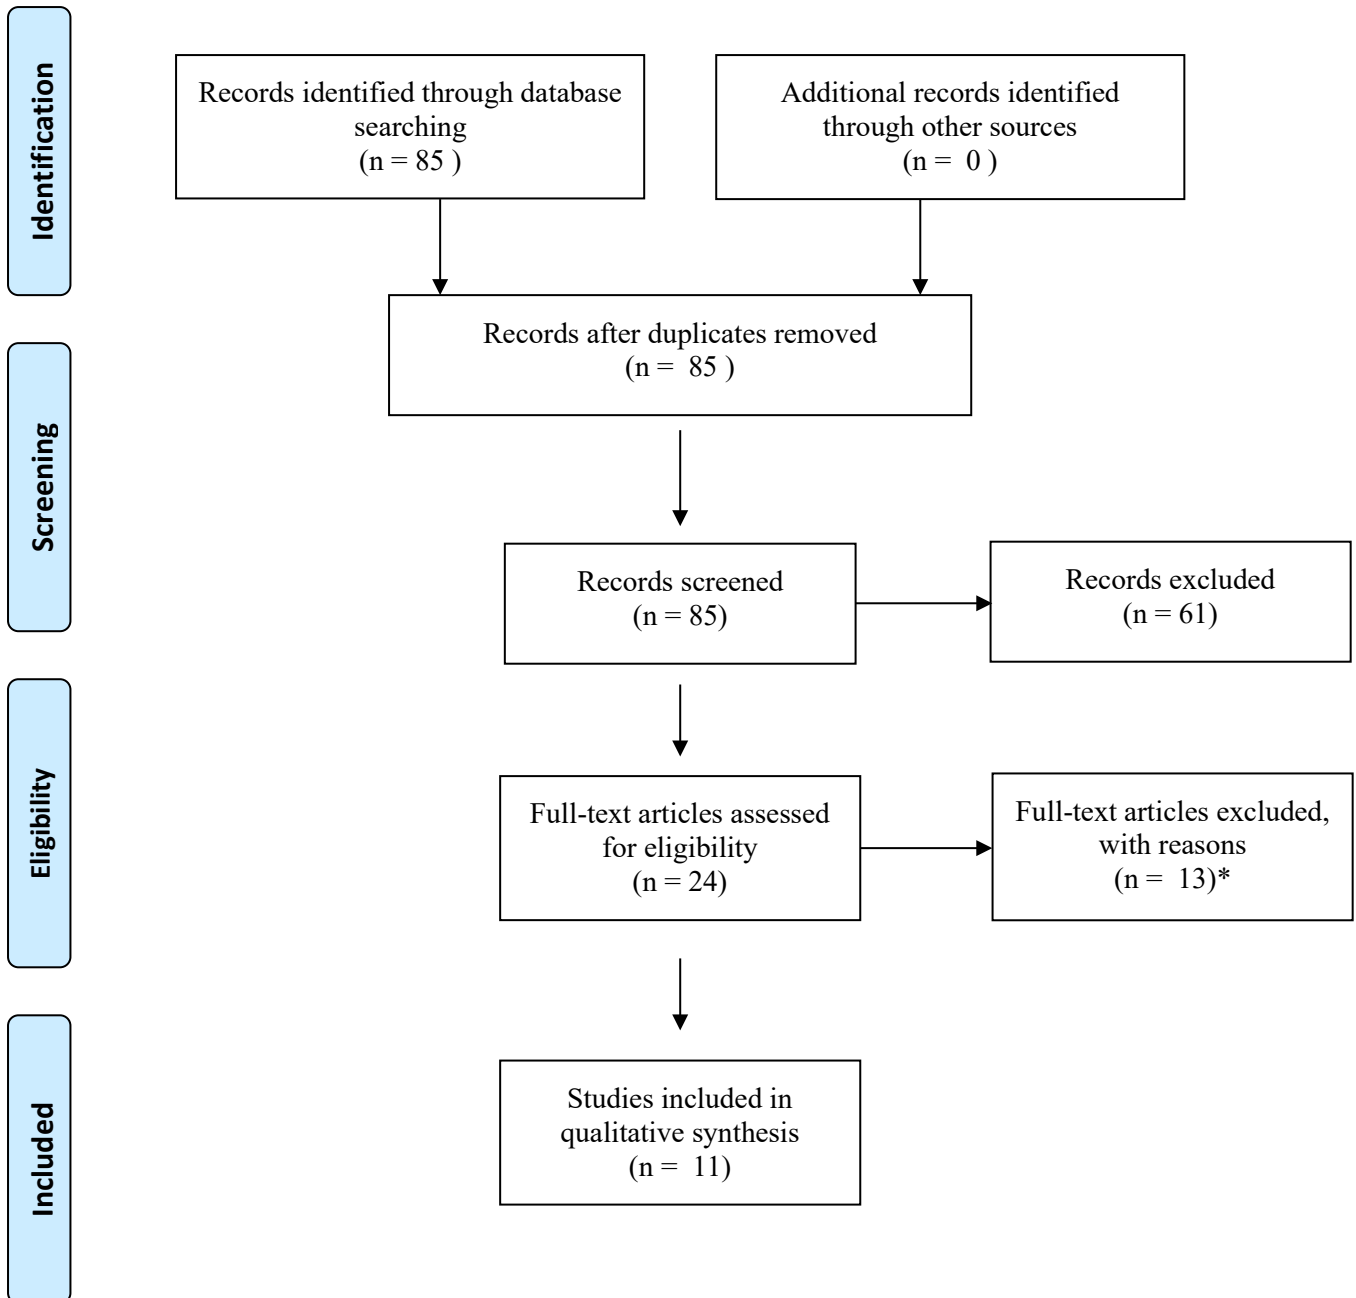 Identification
Records identified through database
searching
(n = 85 )
Additional records identified
through other sources
(n =  0 )
Records after duplicates removed
(n =  85 )
Screening
Records screened
(n = 85)
Records excluded
(n = 61)
Eligibility
Full-text articles assessed
for eligibility
(n = 24)
Full-text articles excluded,
with reasons
(n =  13)*
Included
Studies included in
qualitative synthesis
(n =  11)